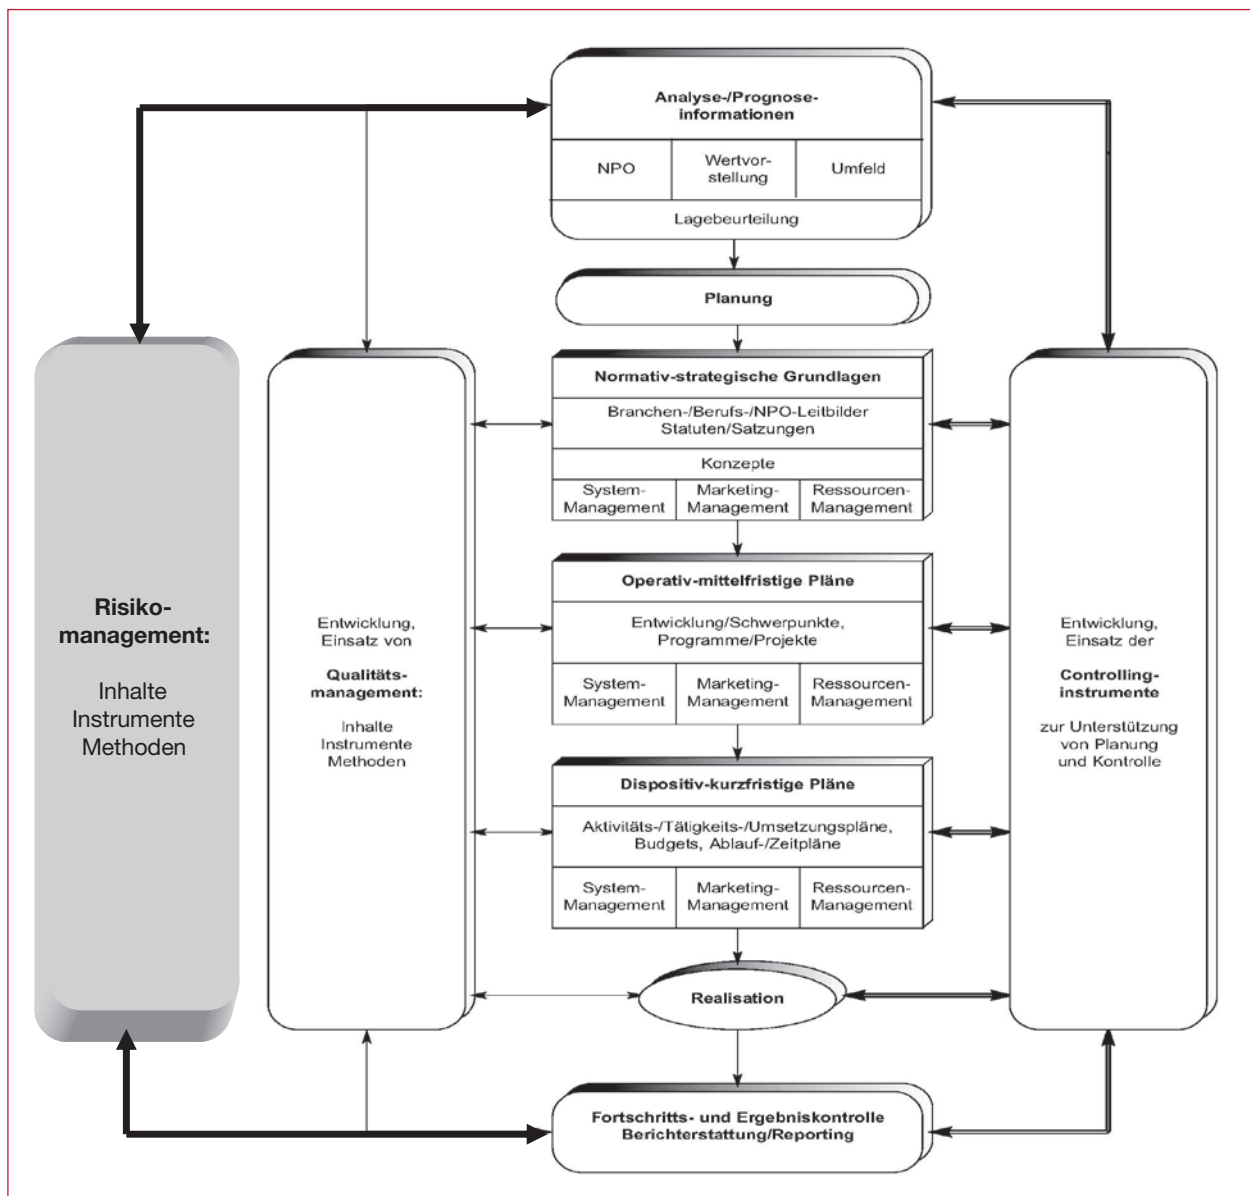 Analyse-/Prognose-
informationen
NPO
Wertvor-
stellung
Umfeld
Lagebeurteilung
Planung
Normativ-strategische Grundlagen
Branchen-/Berufs-/NPO-Leitbilder
Statuten/Satzungen
Konzepte
System-
Management
Marketing-
Management
Ressourcen-
Management
Operativ-mittelfristige Pläne
Entwicklung/Schwerpunkte,
Programme/Projekte
System-
Management
Marketing-
Management
Ressourcen-
Management
Dispositiv-kurzfristige Pläne
Aktivitäts-/Tätigkeits-/Umsetzungspläne,
Budgets, Ablauf-/Zeitpläne
System-
Management
Marketing-
Management
Ressourcen-
Management
Realisation
Fortschritts- und Ergebniskontrolle
Berichterstattung/Reporting
Risiko-
management:
Inhalte
Instrumente
Methoden
Entwicklung,
Einsatz von
Qualitäts-
management:
Inhalte
Instrumente
Methoden
Entwicklung,
Einsatz der
Controlling-
instrumente
zur Unterstützung
von Planung
und Kontrolle